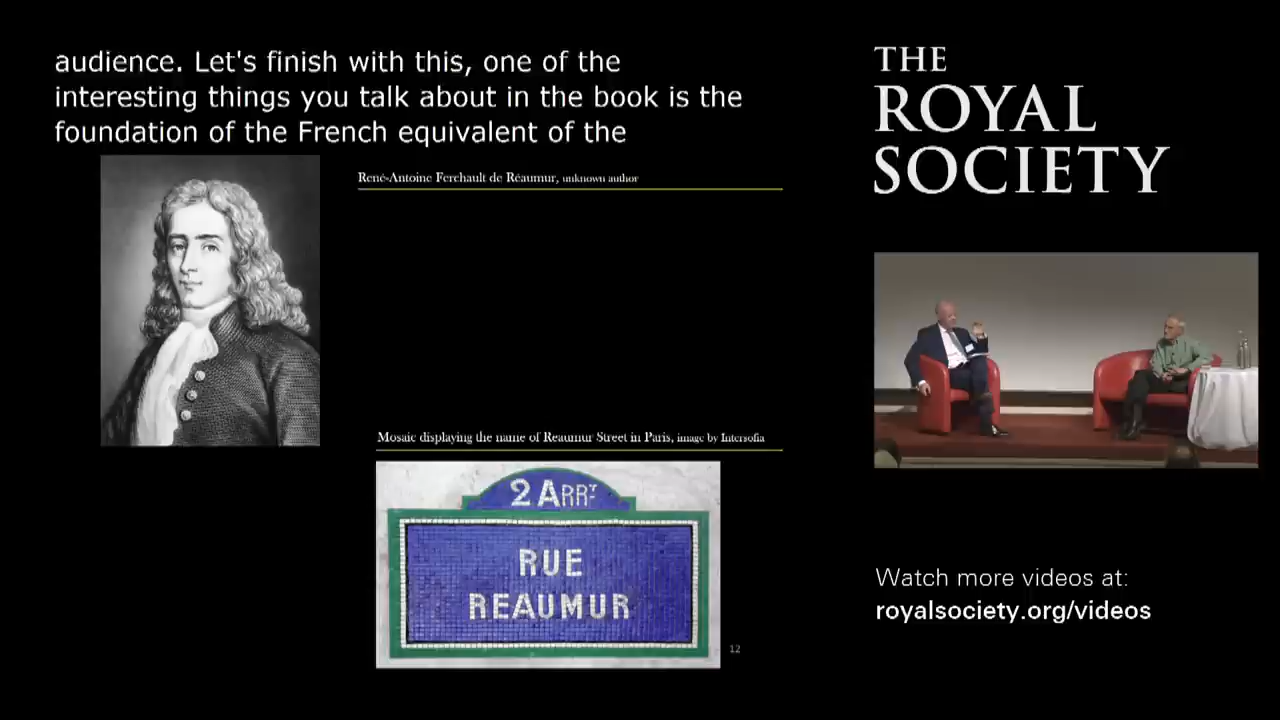 audience. Let's finish with this, one of the
interesting things you talk about in the book is the
foundation of the French equivalent of the
René-Antoine Ferchault de Réaumur, unknown author
Mosaic displaying the name of Reaumur Street in Paris, image by Intersofia
2 ARRT
RUE
REAUMUR
12
THE
ROYAL
SOCIETY
Watch more videos at:
royalsociety.org/videos